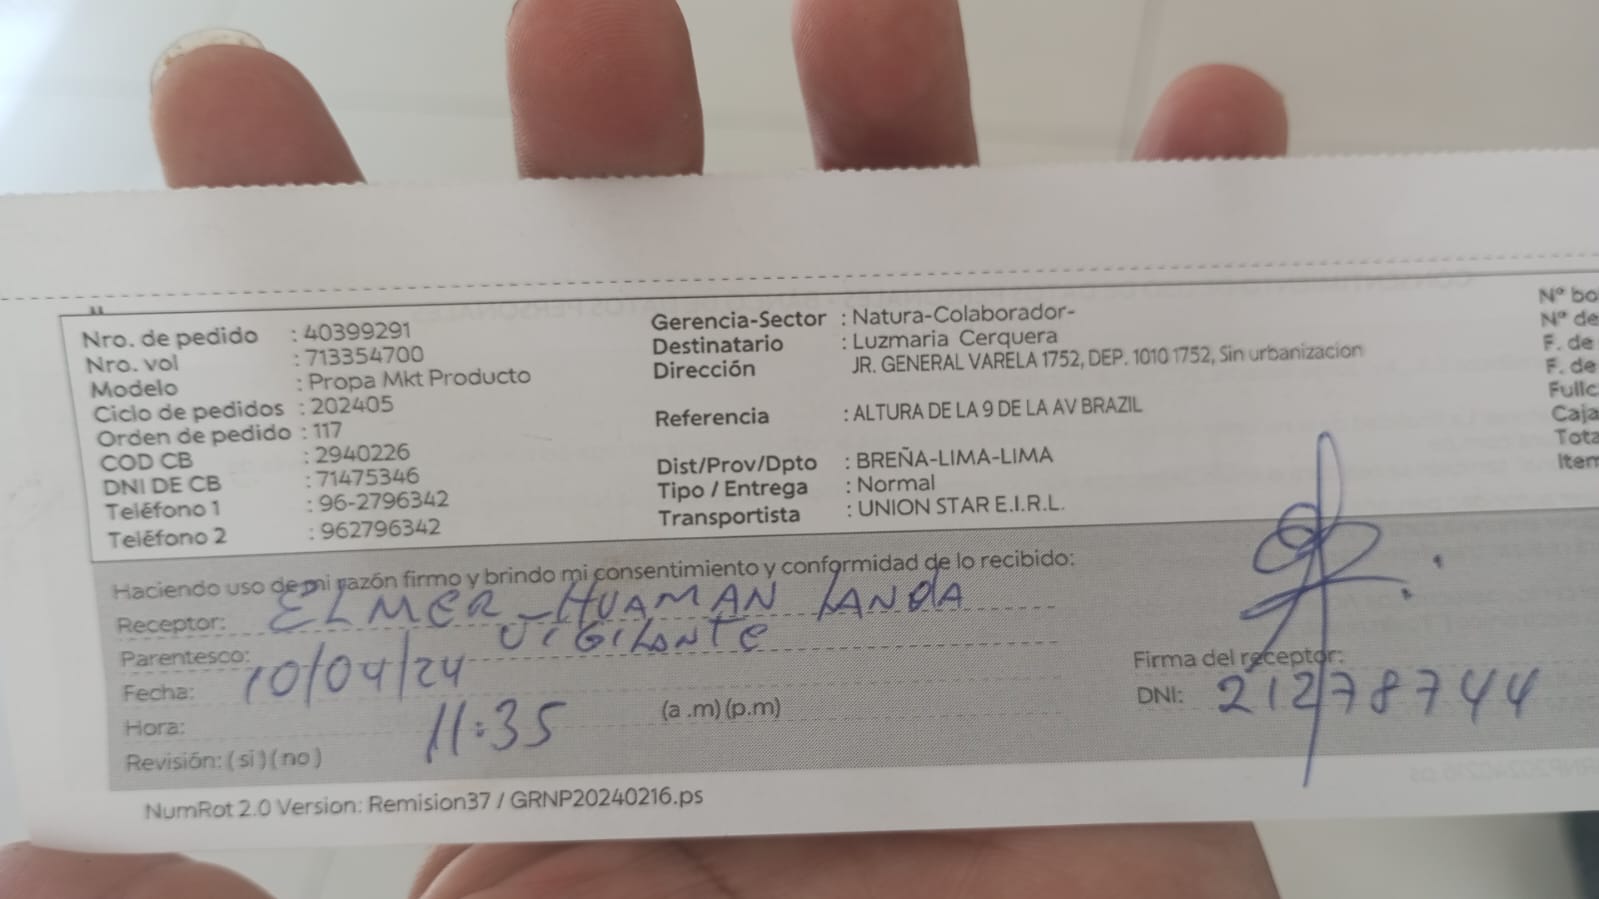 Nro. de pedido : 40399291
Nro. vol : 713354700
Modelo : Propa Mkt Producto
Ciclo de pedidos : 202405
Orden de pedido : 117
COD CB : 2940226
DNI DE CB : 71475346
Teléfono 1 : 96-2796342
Teléfono 2 : 962796342
Gerencia-Sector : Natura-Colaborador-
Destinatario : Luzmaria Cerquera
Dirección : JR. GENERAL VARELA 1752, DEP. 1010 1752, Sin urbanizacion
Referencia : ALTURA DE LA 9 DE LA AV BRAZIL
Dist/Prov/Dpto : BREÑA-LIMA-LIMA
Tipo / Entrega : Normal
Transportista : UNION STAR E.I.R.L.
Nº bo
Nº de
F. de
F. de
Fullc
Caja
Tota
Item
Haciendo uso de mi razón firmo y brindo mi consentimiento y conformidad de lo recibido:
Receptor: ELMER-HUAMAN LANDA
Parentesco: VIGILANTE
Fecha: 10/04/24
Hora: 11:35 (a .m) (p.m)
Revisión: ( si ) ( no )
Firma del receptor:
DNI: 21278744
NumRot 2.0 Version: Remision37 / GRNP20240216.ps